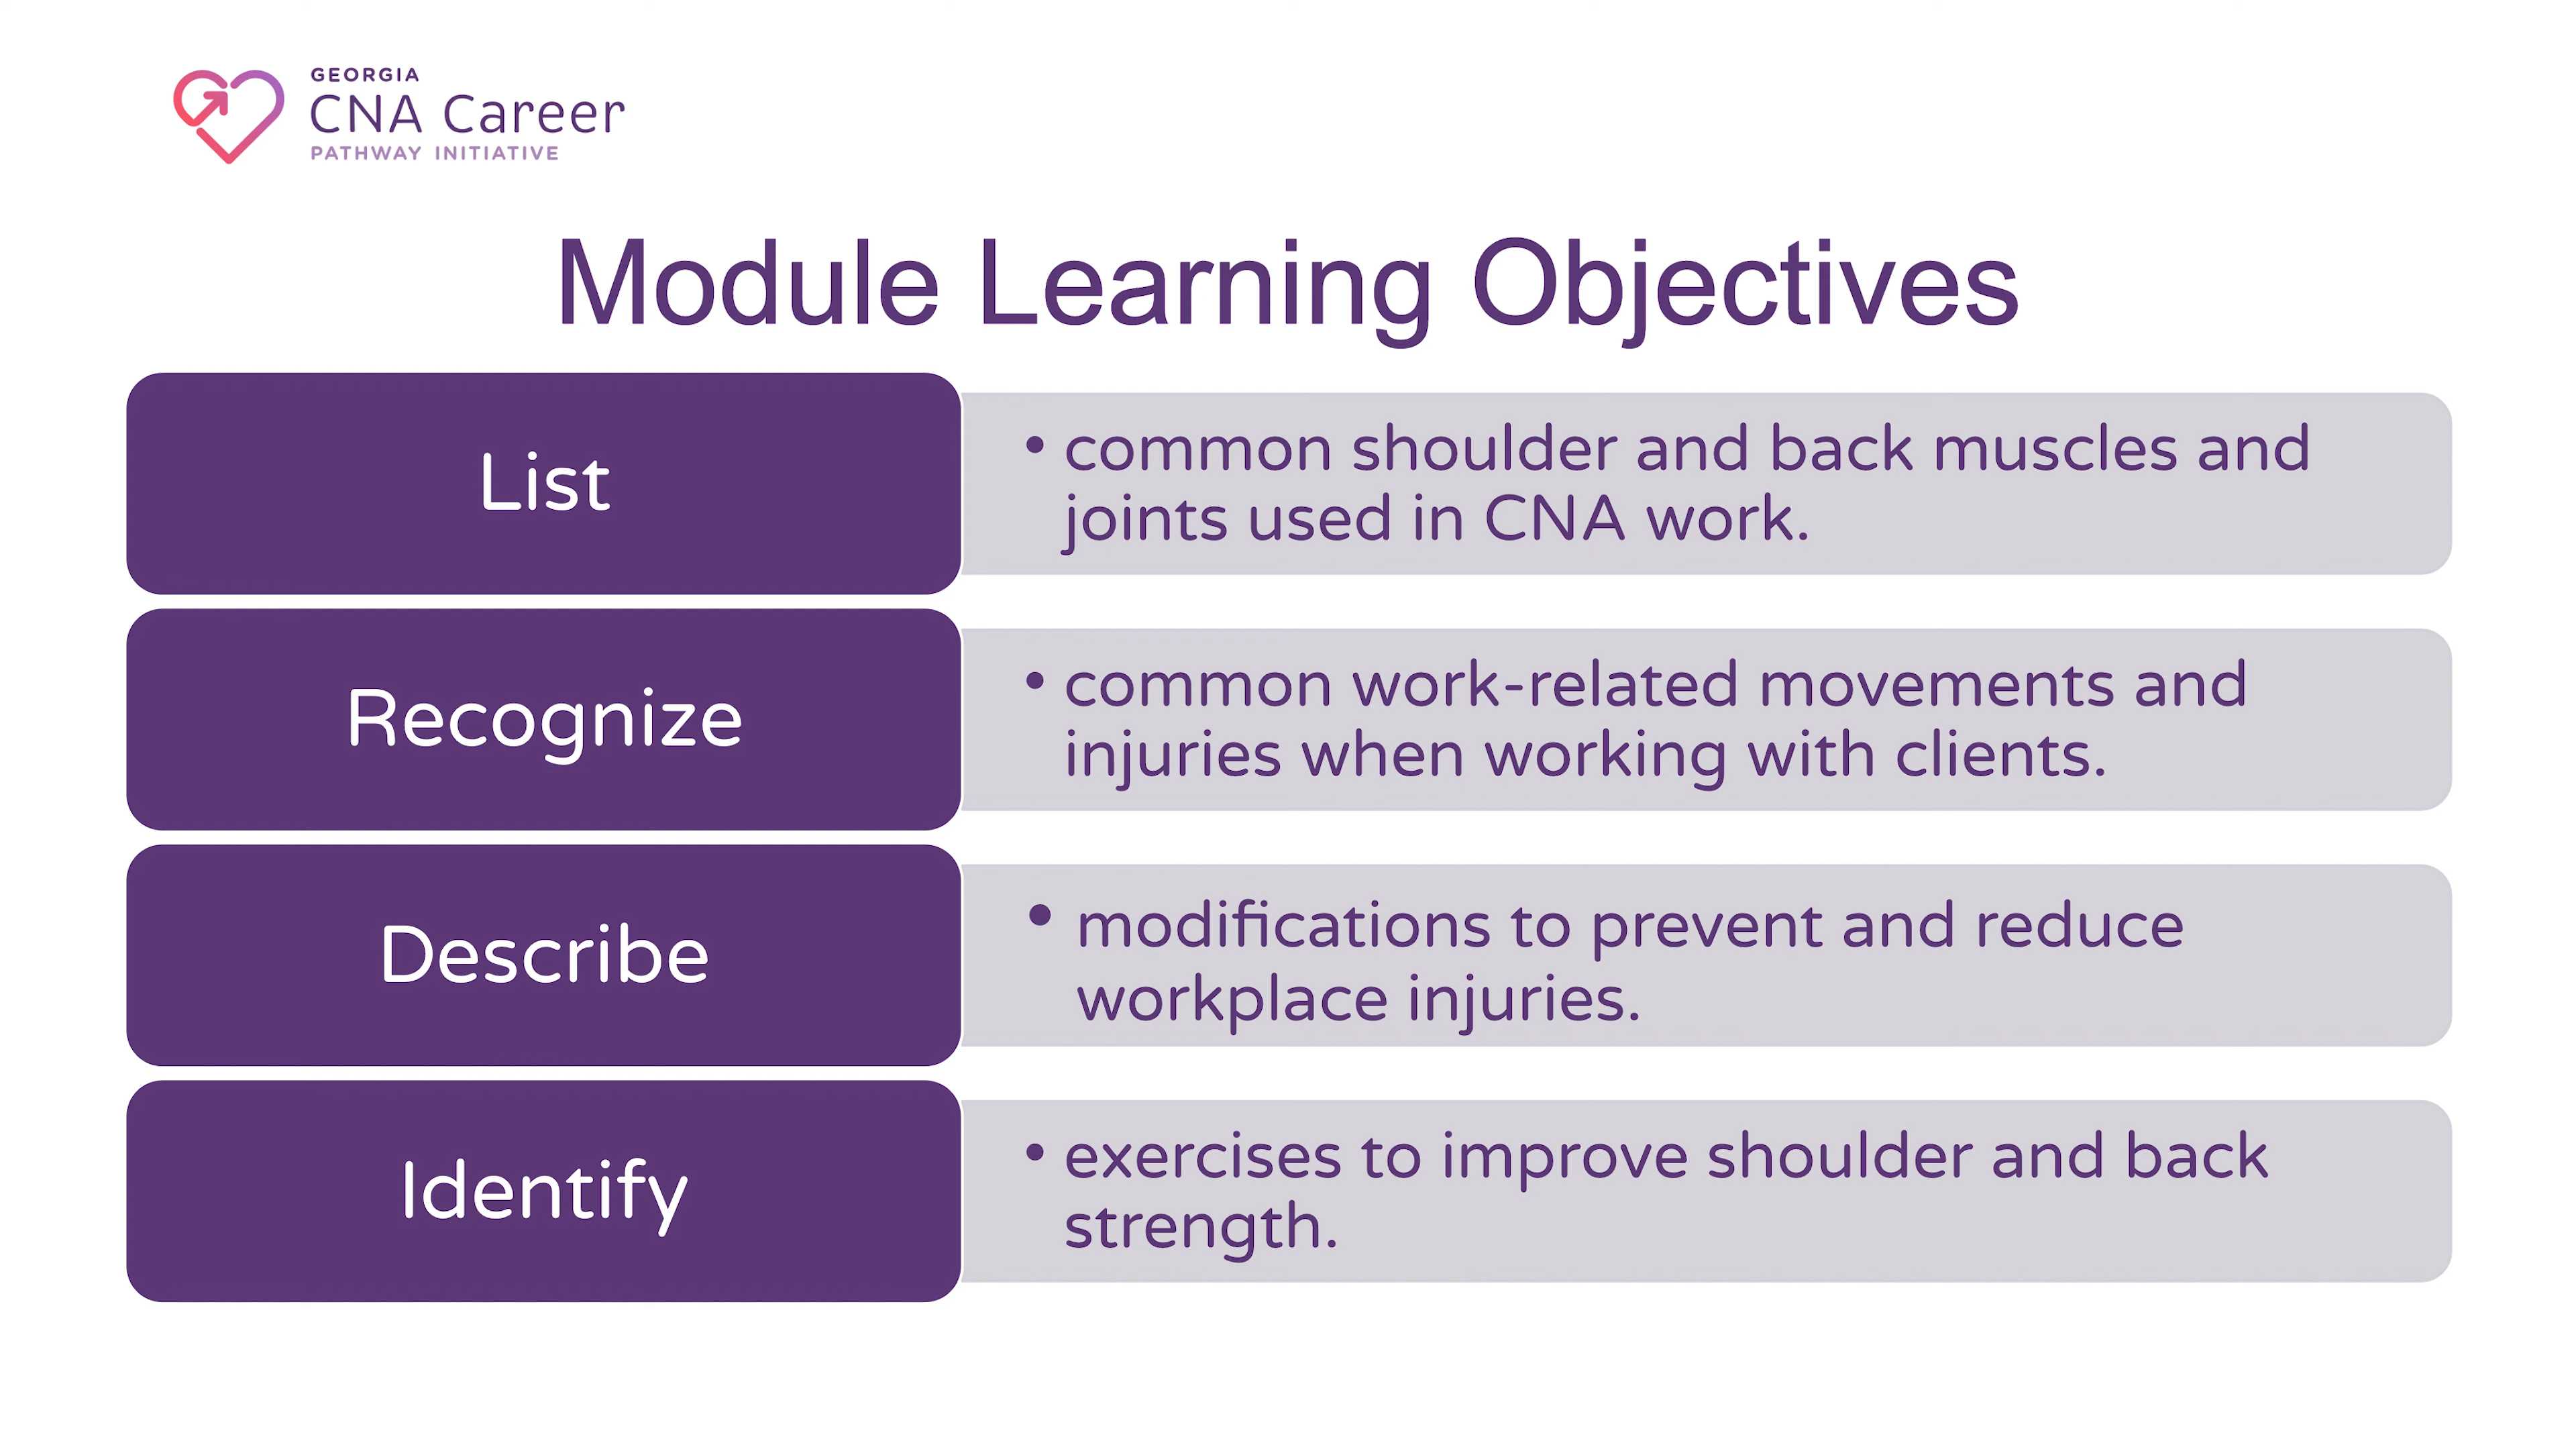 GEORGIA
CNA Career
PATHWAY INITIATIVE
Module Learning Objectives
List
• common shoulder and back muscles and
joints used in CNA work.
Recognize
• common work-related movements and
injuries when working with clients.
Describe
• modifications to prevent and reduce
workplace injuries.
Identify
• exercises to improve shoulder and back
strength.